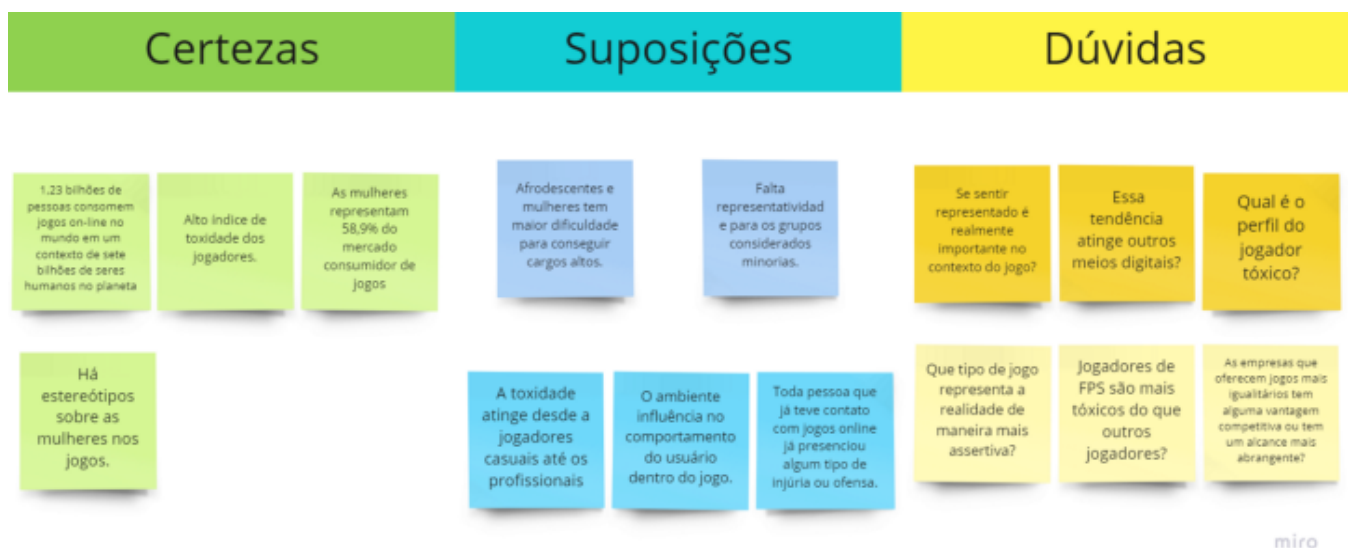 Certezas
Suposições
Dúvidas
1.23 bilhões de
pessoas consomem
jogos on-line no
mundo em um
contexto de sete
bilhões de seres
humanos no planeta
Alto índice de
toxidade dos
jogadores.
As mulheres
representam
58,9% do
mercado
consumidor de
jogos
Afrodescentes e
mulheres tem
maior dificuldade
para conseguir
cargos altos.
Falta
representatividad
e para os grupos
considerados
minorias.
Se sentir
representado é
realmente
importante no
contexto do jogo?
Essa
tendência
atinge outros
meios digitais?
Qual é o
perfil do
jogador
tóxico?
Há
estereótipos
sobre as
mulheres nos
jogos.
A toxidade
atinge desde a
jogadores
casuais até os
profissionais
O ambiente
influência no
comportamento
do usuário
dentro do jogo.
Toda pessoa que
já teve contato
com jogos online
já presenciou
algum tipo de
injúria ou ofensa.
Que tipo de jogo
representa a
realidade de
maneira mais
assertiva?
Jogadores de
FPS são mais
tóxicos do que
outros
jogadores?
As empresas que
oferecem jogos mais
igualitários tem
alguma vantagem
competitiva ou tem
um alcance mais
abrangente?
miro